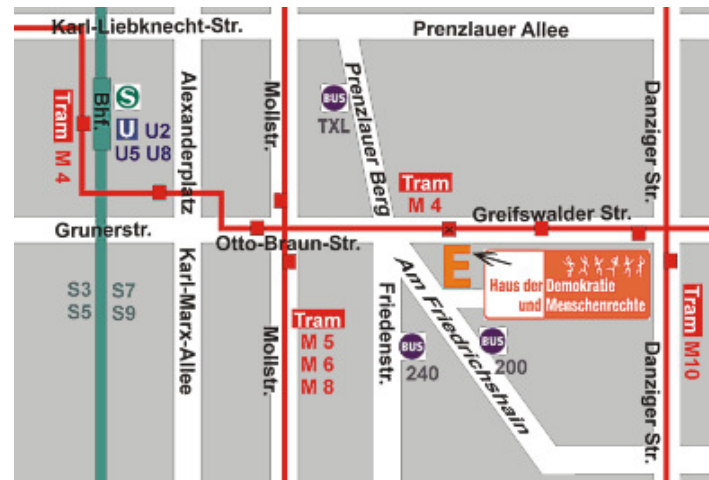 Karl-Liebknecht-Str.
Prenzlauer Allee
Tram M 4
Bhf.
S
U U2
U5 U8
Alexanderplatz
Mollstr.
BUS
TXL
Prenzlauer Berg
Danziger Str.
Tram
M 4
Greifswalder Str.
Grunerstr.
Otto-Braun-Str.
E
Haus der Demokratie
und Menschenrechte
S3 S7
S5 S9
Karl-Marx-Allee
Mollstr.
Tram
M 5
M 6
M 8
Friedenstr.
BUS
240
Am Friedrichshain
BUS
200
Danziger Str.
Tram M10